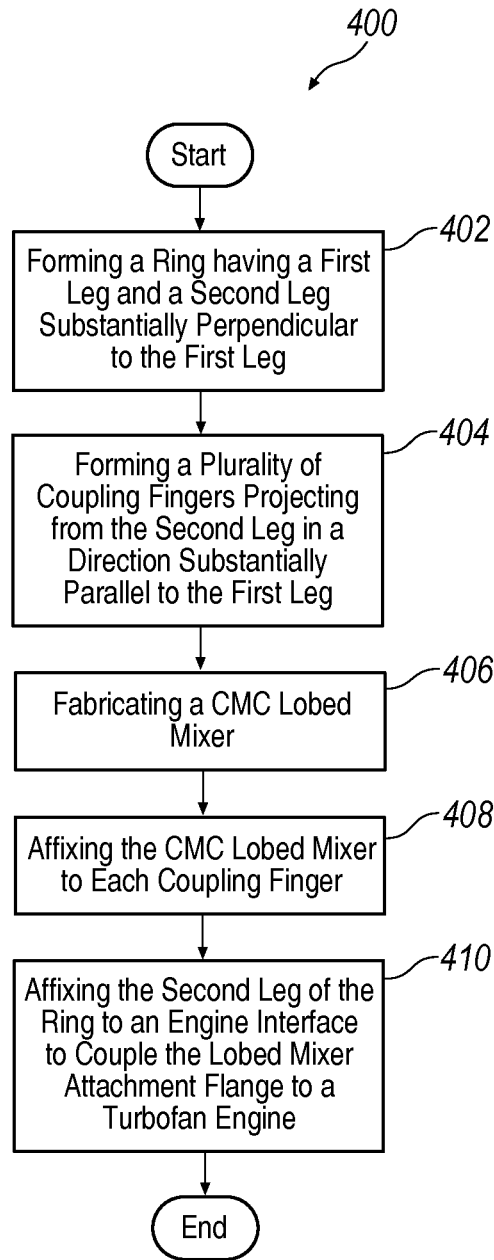 400
Start
402
Forming a Ring having a First
Leg and a Second Leg
Substantially Perpendicular
to the First Leg
404
Forming a Plurality of
Coupling Fingers Projecting
from the Second Leg in a
Direction Substantially
Parallel to the First Leg
406
Fabricating a CMC Lobed
Mixer
408
Affixing the CMC Lobed Mixer
to Each Coupling Finger
410
Affixing the Second Leg of the
Ring to an Engine Interface
to Couple the Lobed Mixer
Attachment Flange to a
Turbofan Engine
End